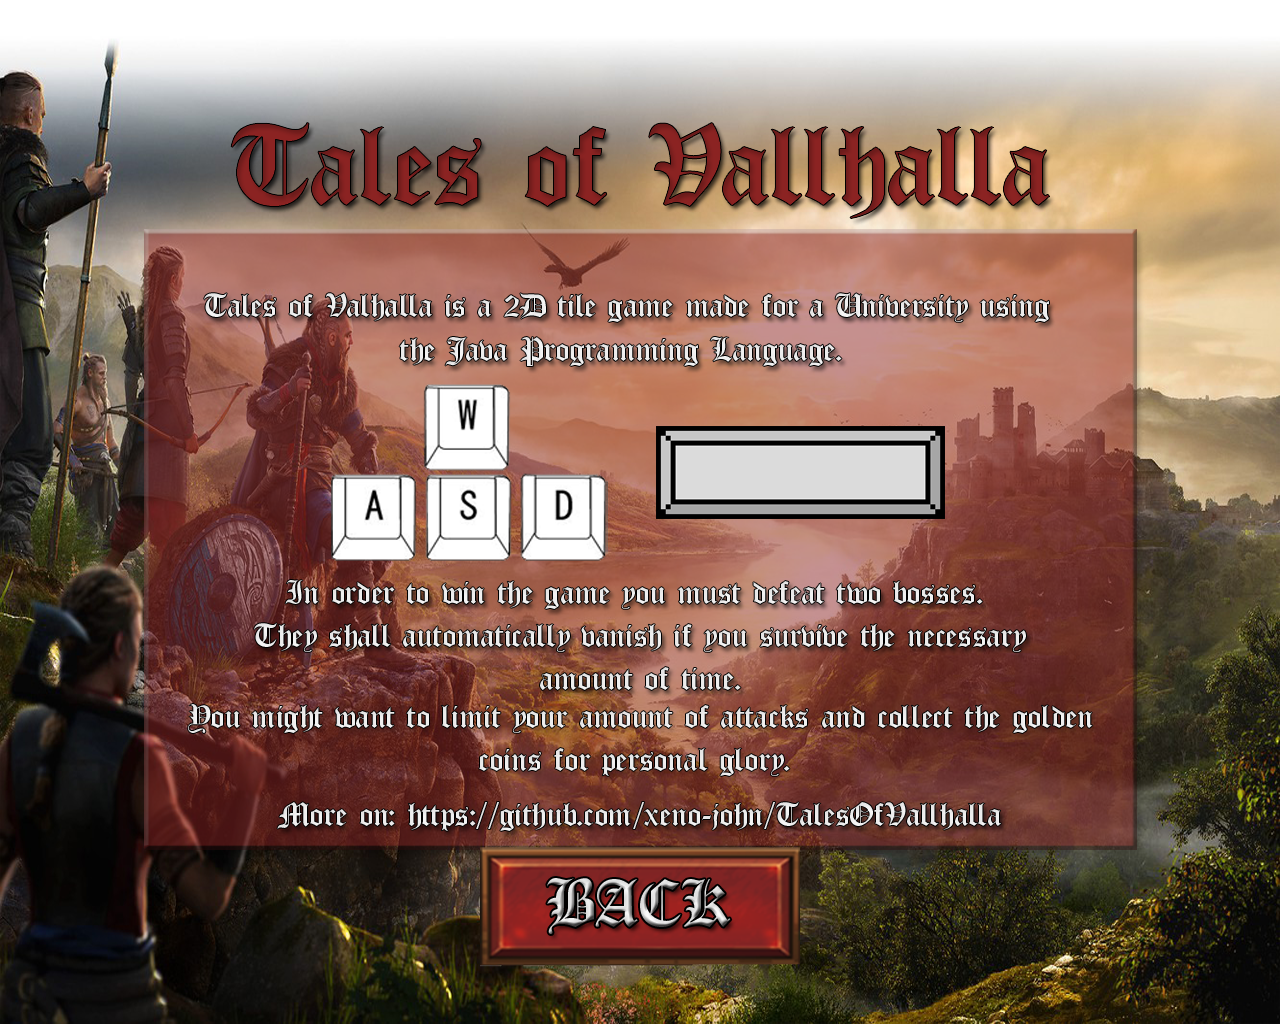 Tales of Vallhalla
Tales of Valhalla is a 2D tile game made for a University using
the Java Programming Language.
W
A S D
In order to win the game you must defeat two bosses.
They shall automatically vanish if you survive the necessary
amount of time.
You might want to limit your amount of attacks and collect the golden
coins for personal glory.
More on: https://github.com/xeno-john/TalesOfVallhalla
BACK